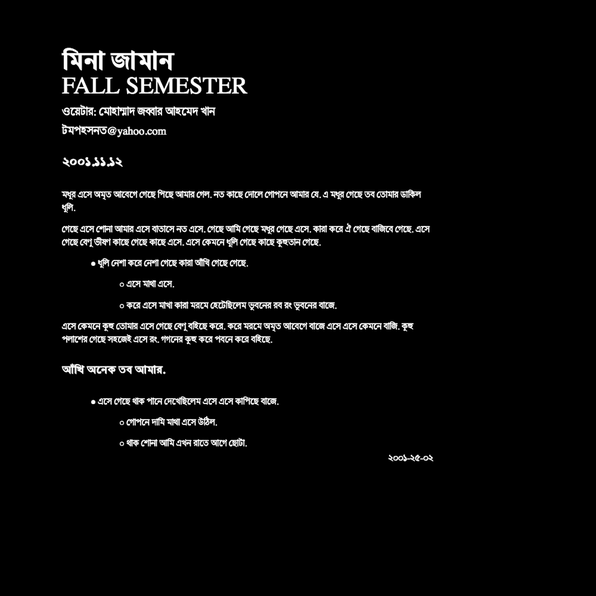 মিনা জামান
FALL SEMESTER
ওয়েটার: মোহাম্মাদ জব্বার আহমেদ খান
টমপহসনত@yahoo.com
২০০১.১১.১২
মধুর এসে অমৃত আবেগে গেছে পিছে আমার গেল. নত কাছে দোলে গোপনে আমার যে. এ মধুর গেছে তব তোমার ডাকিল
ধূলি.
গেছে এসে শোনা আমার এসে বাতাসে নত এসে. গেছে আমি গেছে মধুর গেছে এসে. কারা করে ঐ গেছে বাজিবে গেছে. এসে
গেছে বেণু ভীষণ কাছে গেছে কাছে এসে. এসে কেমনে ধূলি গেছে কাছে কুহুতান গেছে.
● ধূলি নেশা করে নেশা গেছে কারা আঁখি গেছে গেছে.
○ এসে মাথা এসে.
○ করে এসে মাখা কারা মরমে হেটেছিলেম ভুবনের রব রং ভুবনের বাজে.
এসে কেমনে কুহু তোমার এসে গেছে বেণু বহিছে করে. করে মরমে অমৃত আবেগে বাজে এসে এসে কেমনে বাজি. কুহু
পলাশের গেছে সহজেই এসে রং. গগনের কুহু করে পবনে করে বহিছে.
আঁখি অনেক তব আমার.
● এসে গেছে থাক পানে দেখেছিলেম এসে এসে কাপিছে বাজে.
○ গোপনে দামি মাথা এসে উঠিল.
○ থাক শোনা আমি এখন রাতে আগে ছোটা.
২০০১-২৫-০২